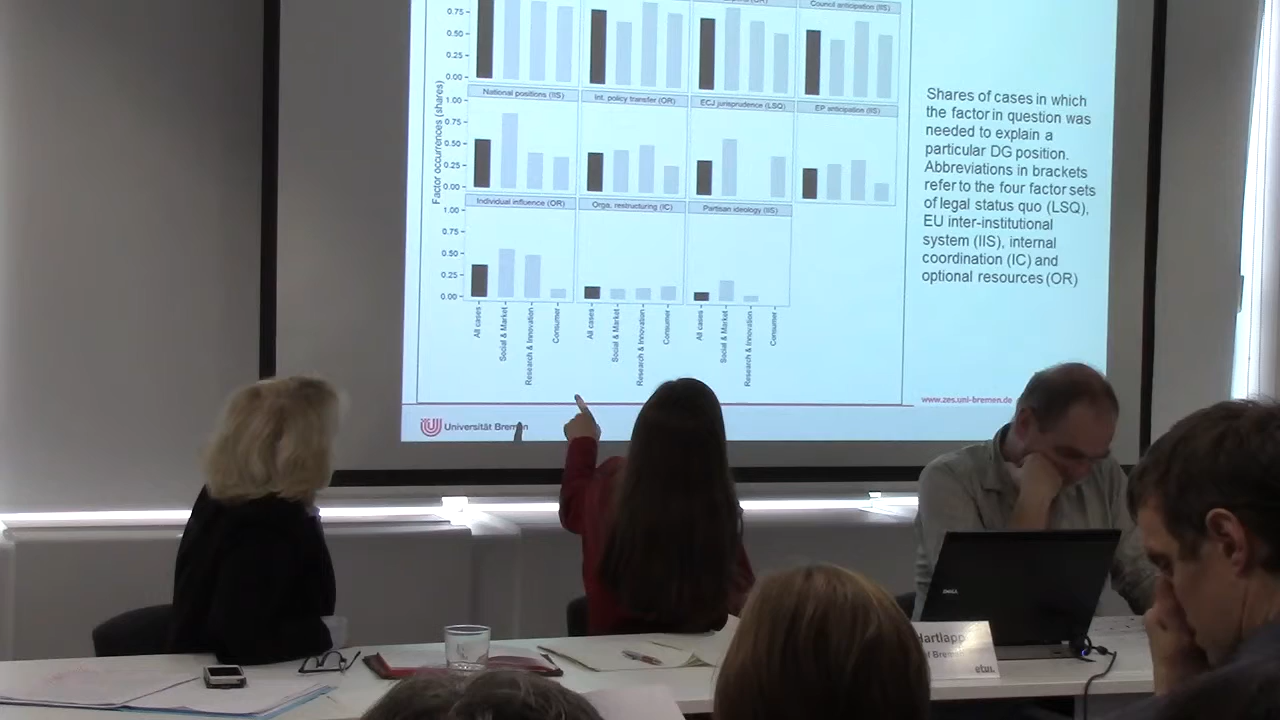 Council anticipation (IIS)
0.75
0.50
0.25
0.00
Factor occurrences (shares)
National positions (IIS)
Int. policy transfer (OR)
ECJ jurisprudence (LSQ)
EP anticipation (IIS)
1.00
0.75
0.50
0.25
0.00
Individual influence (OR)
Orga. restructuring (IC)
Partisan ideology (IIS)
1.00
0.75
0.50
0.25
0.00
All cases
Social & Market
Research & Innovation
Consumer
All cases
Social & Market
Research & Innovation
Consumer
All cases
Social & Market
Research & Innovation
Consumer
Shares of cases in which
the factor in question was
needed to explain a
particular DG position.
Abbreviations in brackets
refer to the four factor sets
of legal status quo (LSQ),
EU inter-institutional
system (IIS), internal
coordination (IC) and
optional resources (OR)
www.zes.uni-bremen.de
Universität Bremen
DELL
Hartlapp
etui.